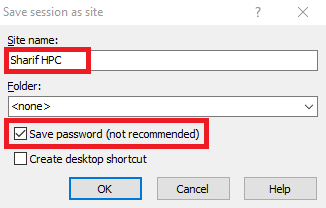 Save session as site
?
Site name:
Sharif HPC
Folder:
<none>
Save password (not recommended)
Create desktop shortcut
OK Cancel Help